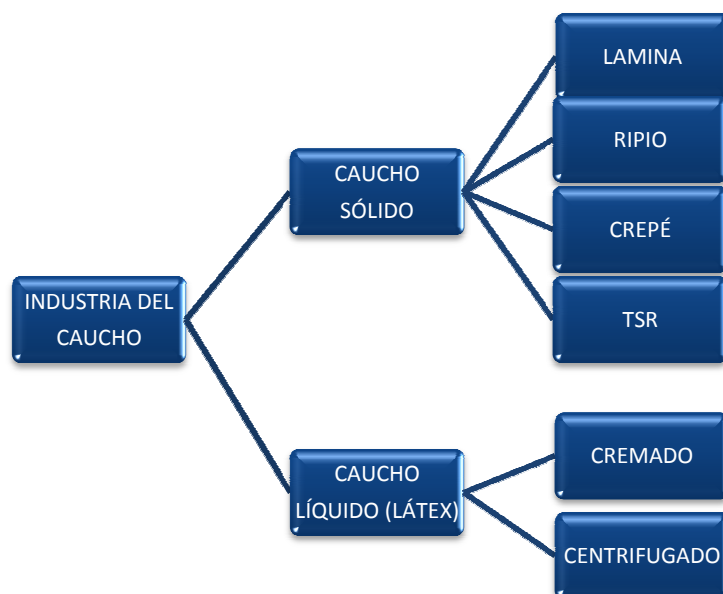 INDUSTRIA DEL
CAUCHO
CAUCHO
SÓLIDO
LAMINA
RIPIO
CREPÉ
TSR
CAUCHO
LÍQUIDO (LÁTEX)
CREMADO
CENTRIFUGADO